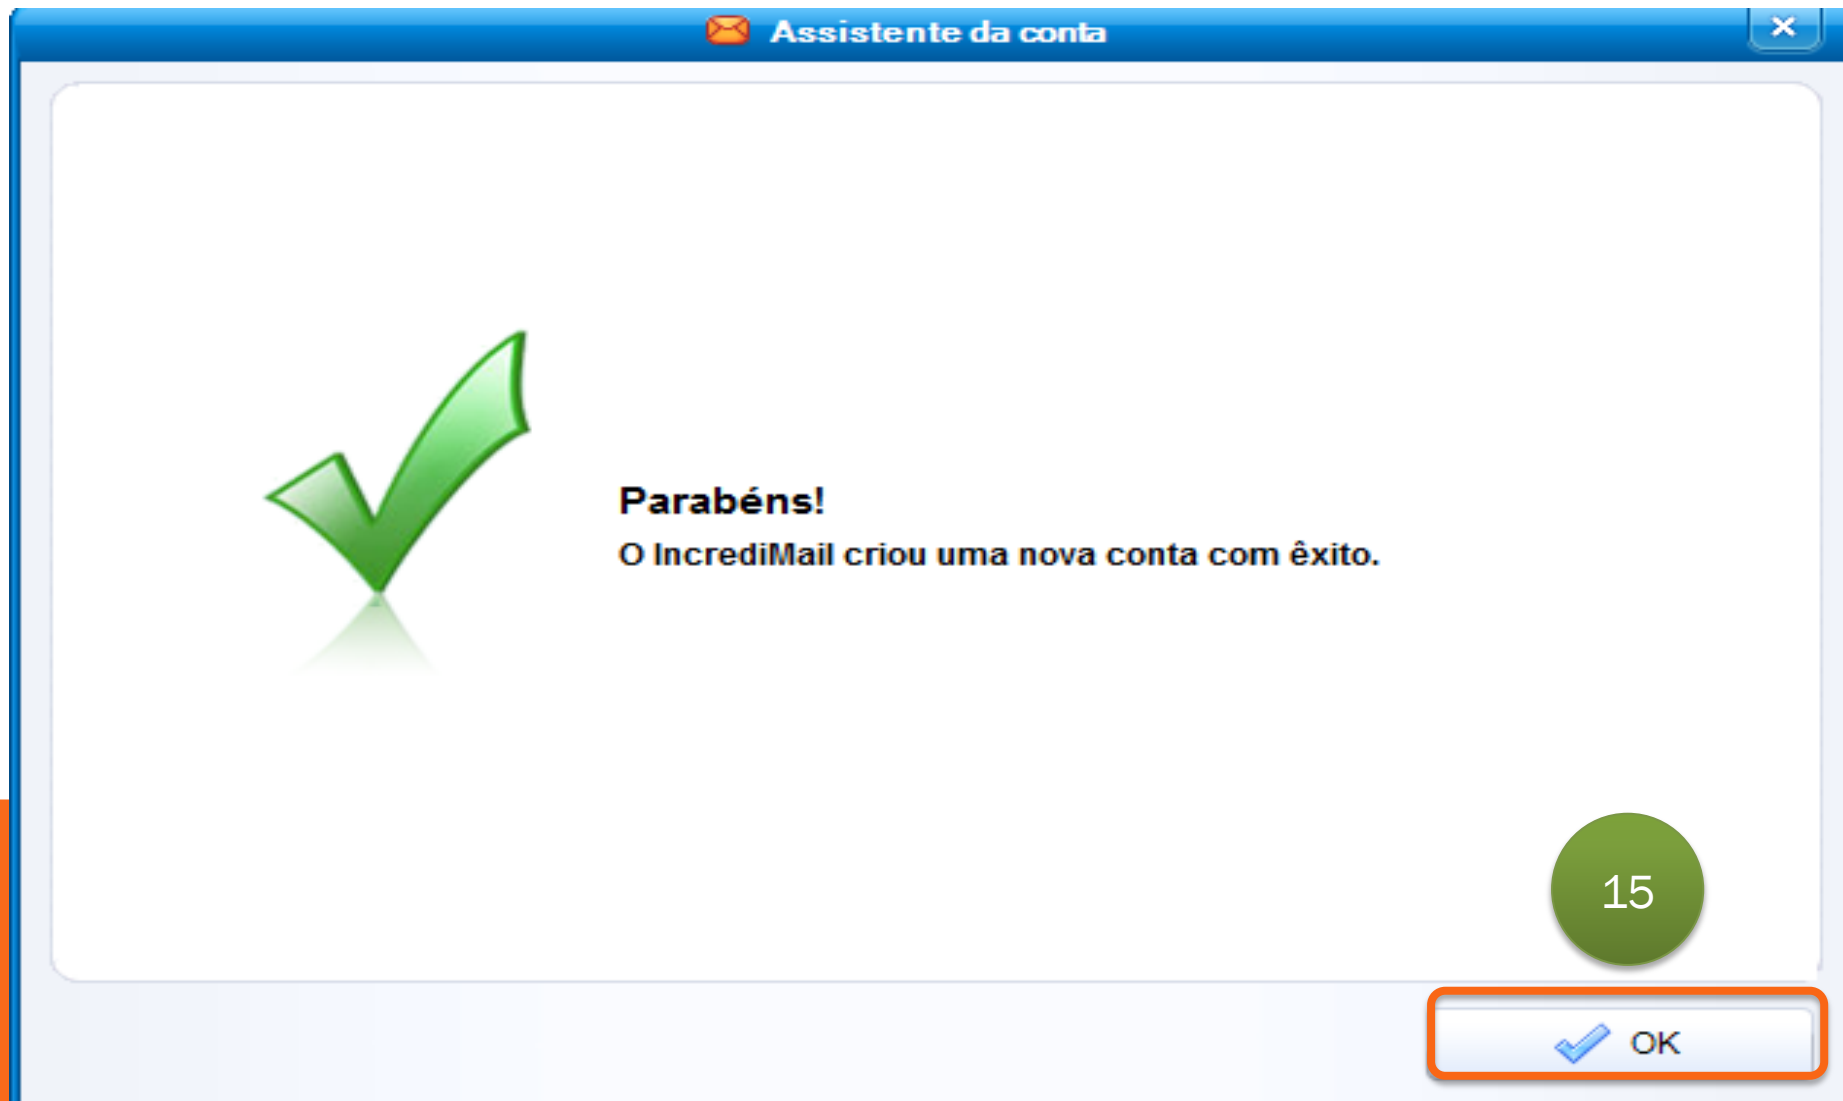 Assistente da conta
Parabéns!
O IncrediMail criou uma nova conta com êxito.
15
OK